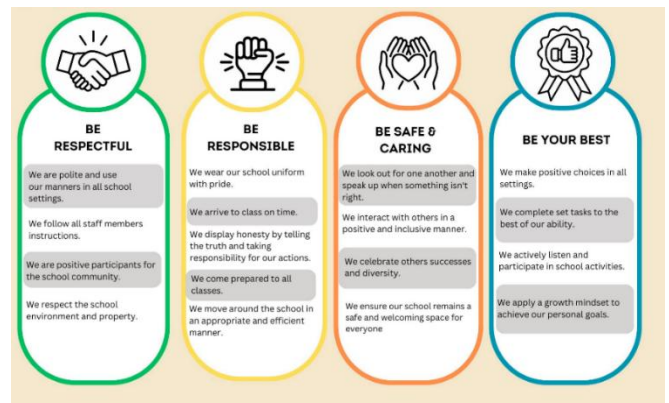 BE
RESPECTFUL
We are polite and use
our manners in all school
settings.
We follow all staff members
instructions.
We are positive participants for
the school community.
We respect the school
environment and property.
BE
RESPONSIBLE
We wear our school uniform
with pride.
We arrive to class on time.
We display honesty by telling
the truth and taking
responsibility for our actions.
We come prepared to all
classes.
We move around the school in
an appropriate and efficient
manner.
BE SAFE &
CARING
We look out for one another and
speak up when something isn't
right.
We interact with others in a
positive and inclusive manner.
We celebrate others successes
and diversity.
We ensure our school remains a
safe and welcoming space for
everyone
BE YOUR BEST
We make positive choices in all
settings.
We complete set tasks to the
best of our ability.
We actively listen and
participate in school activities.
We apply a growth mindset to
achieve our personal goals.